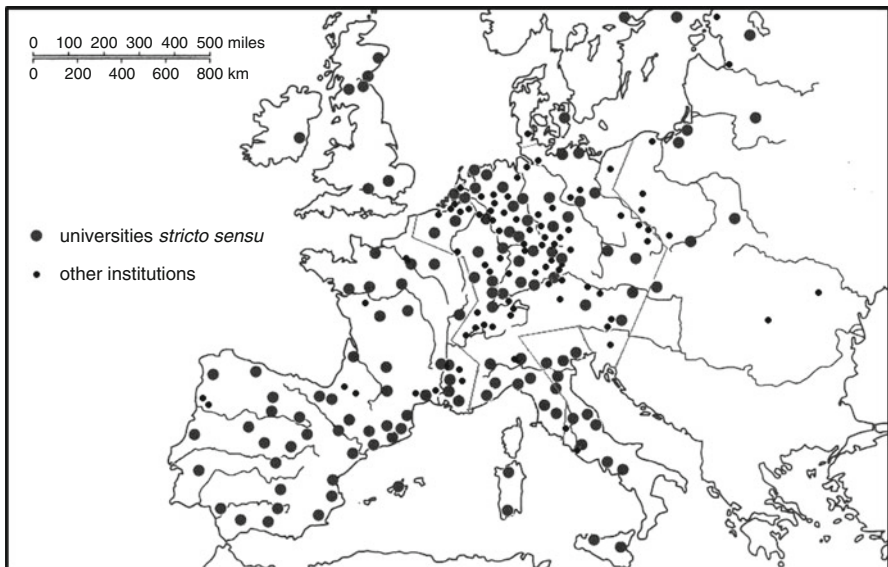 0 100 200 300 400 500 miles
0 200 400 600 800 km
universities stricto sensu
other institutions